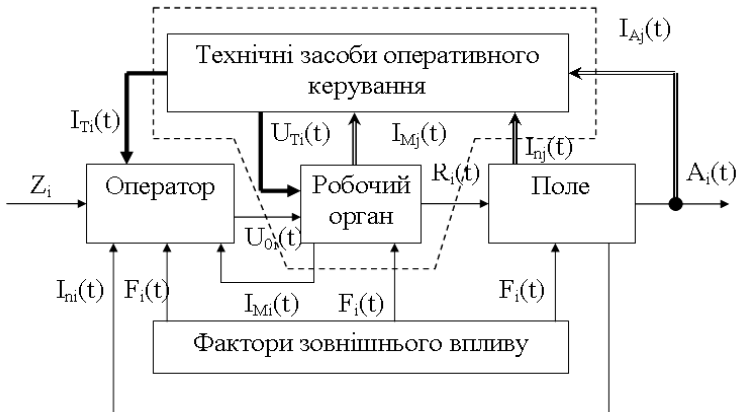 I_Aj(t)
Технічні засоби оперативного
керування
I_Ti(t)
U_Ti(t)
I_Mj(t)
I_nj(t)
Z_i
Оператор
Робочий
орган
R_i(t)
Поле
A_i(t)
U_0i(t)
I_ni(t)
F_i(t)
I_Mi(t)
F_i(t)
F_i(t)
Фактори зовнішнього впливу